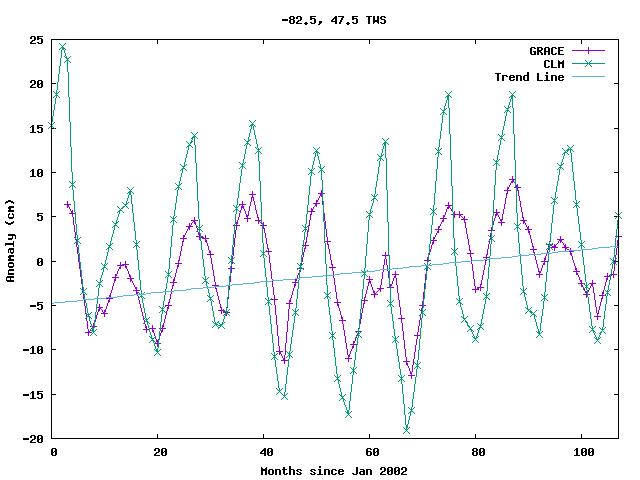 -82.5, 47.5 TWS
GRACE
CLM
Trend Line
25
20
15
10
5
0
-5
-10
-15
-20
Anomaly (cm)
0 20 40 60 80 100
Months since Jan 2002